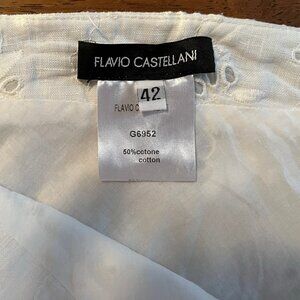 FLAVIO CASTELLANI
42
FLAVIO C
G6952
50%cotone
cotton